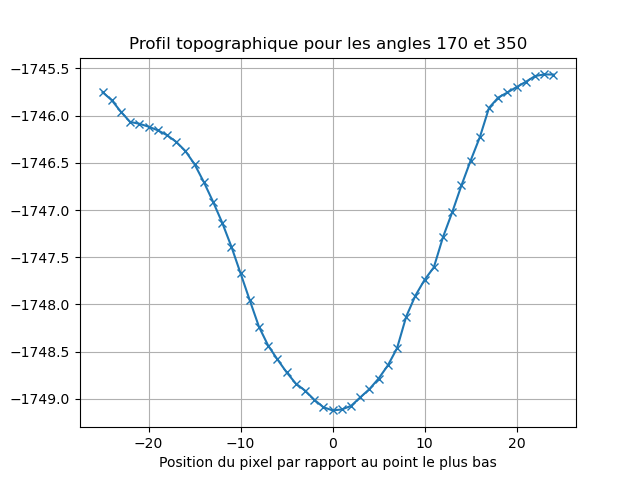 Profil topographique pour les angles 170 et 350
−1745.5
−1746.0
−1746.5
−1747.0
−1747.5
−1748.0
−1748.5
−1749.0
−20 −10 0 10 20
Position du pixel par rapport au point le plus bas